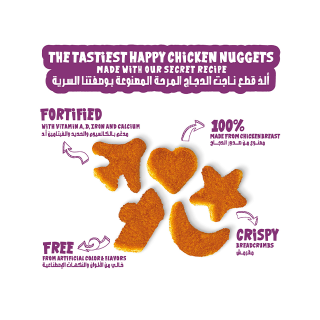 THE TASTIEST HAPPY CHICKEN NUGGETS
MADE WITH OUR SECRET RECIPE
ألذ قطع ناجت الدجاج المرحة المصنوعة بوصفتنا السرية
FORTiFiED
WITH VITAMIN A, D, IRON AND CALCIUM
مدعم بالكالسيوم والحديد والفيتامين أ،د
100%
MADE FROM CHICKEN BREAST
مصنوع من صدور الدجاج
CRISPY
BREADCRUMBS
مقرمش
FREE
FROM ARTIFICIAL COLOR & FLAVORS
خالي من الألوان والنكهات الإصطناعية